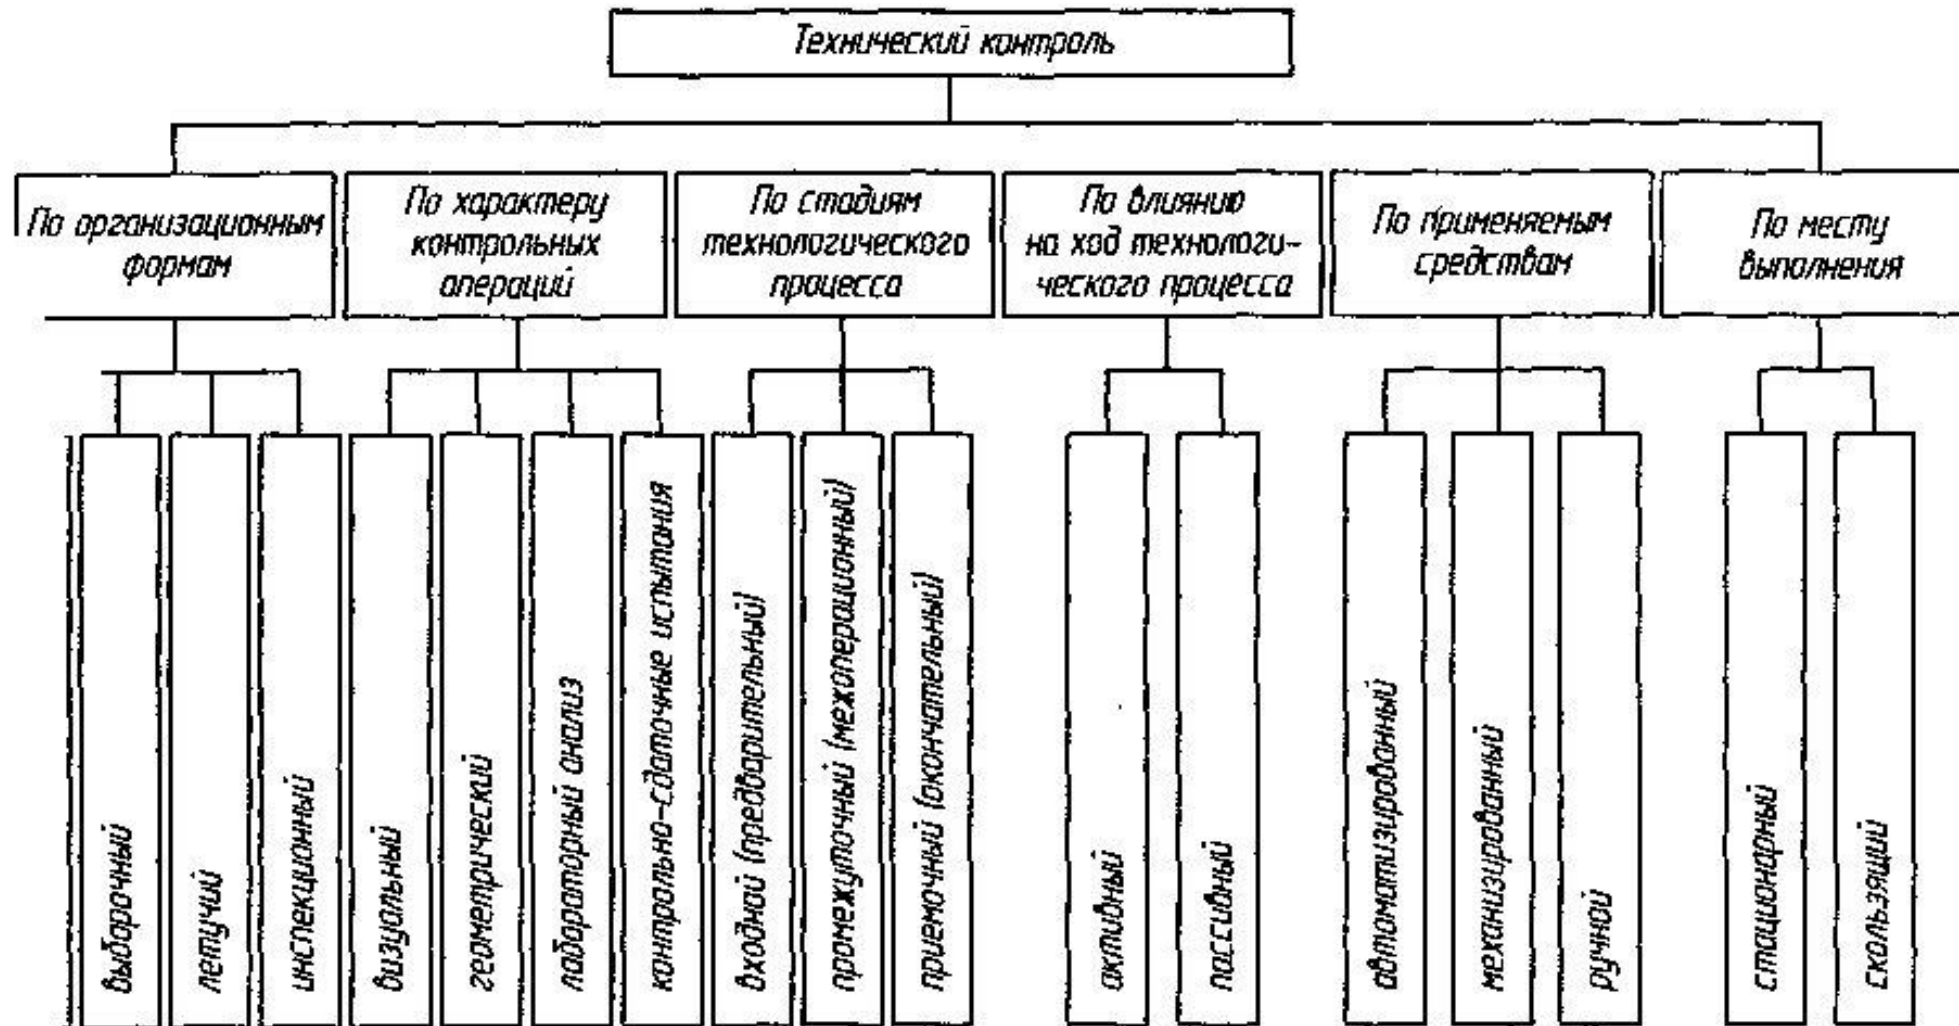 Технический контроль
По организационным
формам
По характеру
контрольных
операций
По стадиям
технологического
процесса
По влиянию
на ход технологи-
ческого процесса
По применяемым
средствам
По месту
выполнения
выборочный
летучий
инспекционный
визуальный
геометрический
лабораторный анализ
контрольно-сдаточные испытания
входной (предварительный)
промежуточный (межоперационный)
приемочный (окончательный)
активный
пассивный
автоматизированный
механизированный
ручной
стационарный
скользящий